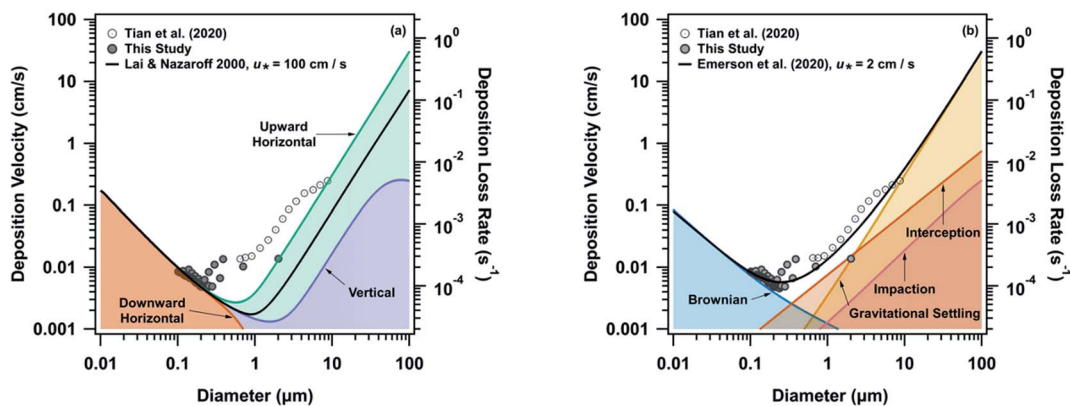 (a)
Tian et al. (2020)
This Study
Lai & Nazaroff 2000, u* = 100 cm / s
Upward
Horizontal
Downward
Horizontal
Vertical
Deposition Velocity (cm/s)
100
10
1
0.1
0.01
0.001
0.01
0.1
1
10
100
Diameter (µm)
10^0
10^-1
10^-2
10^-3
10^-4
Deposition Loss Rate (s^-1)
(b)
Tian et al. (2020)
This Study
Emerson et al. (2020), u* = 2 cm / s
Brownian
Interception
Impaction
Gravitational Settling
Deposition Velocity (cm/s)
100
10
1
0.1
0.01
0.001
0.01
0.1
1
10
100
Diameter (µm)
10^0
10^-1
10^-2
10^-3
10^-4
Deposition Loss Rate (s^-1)